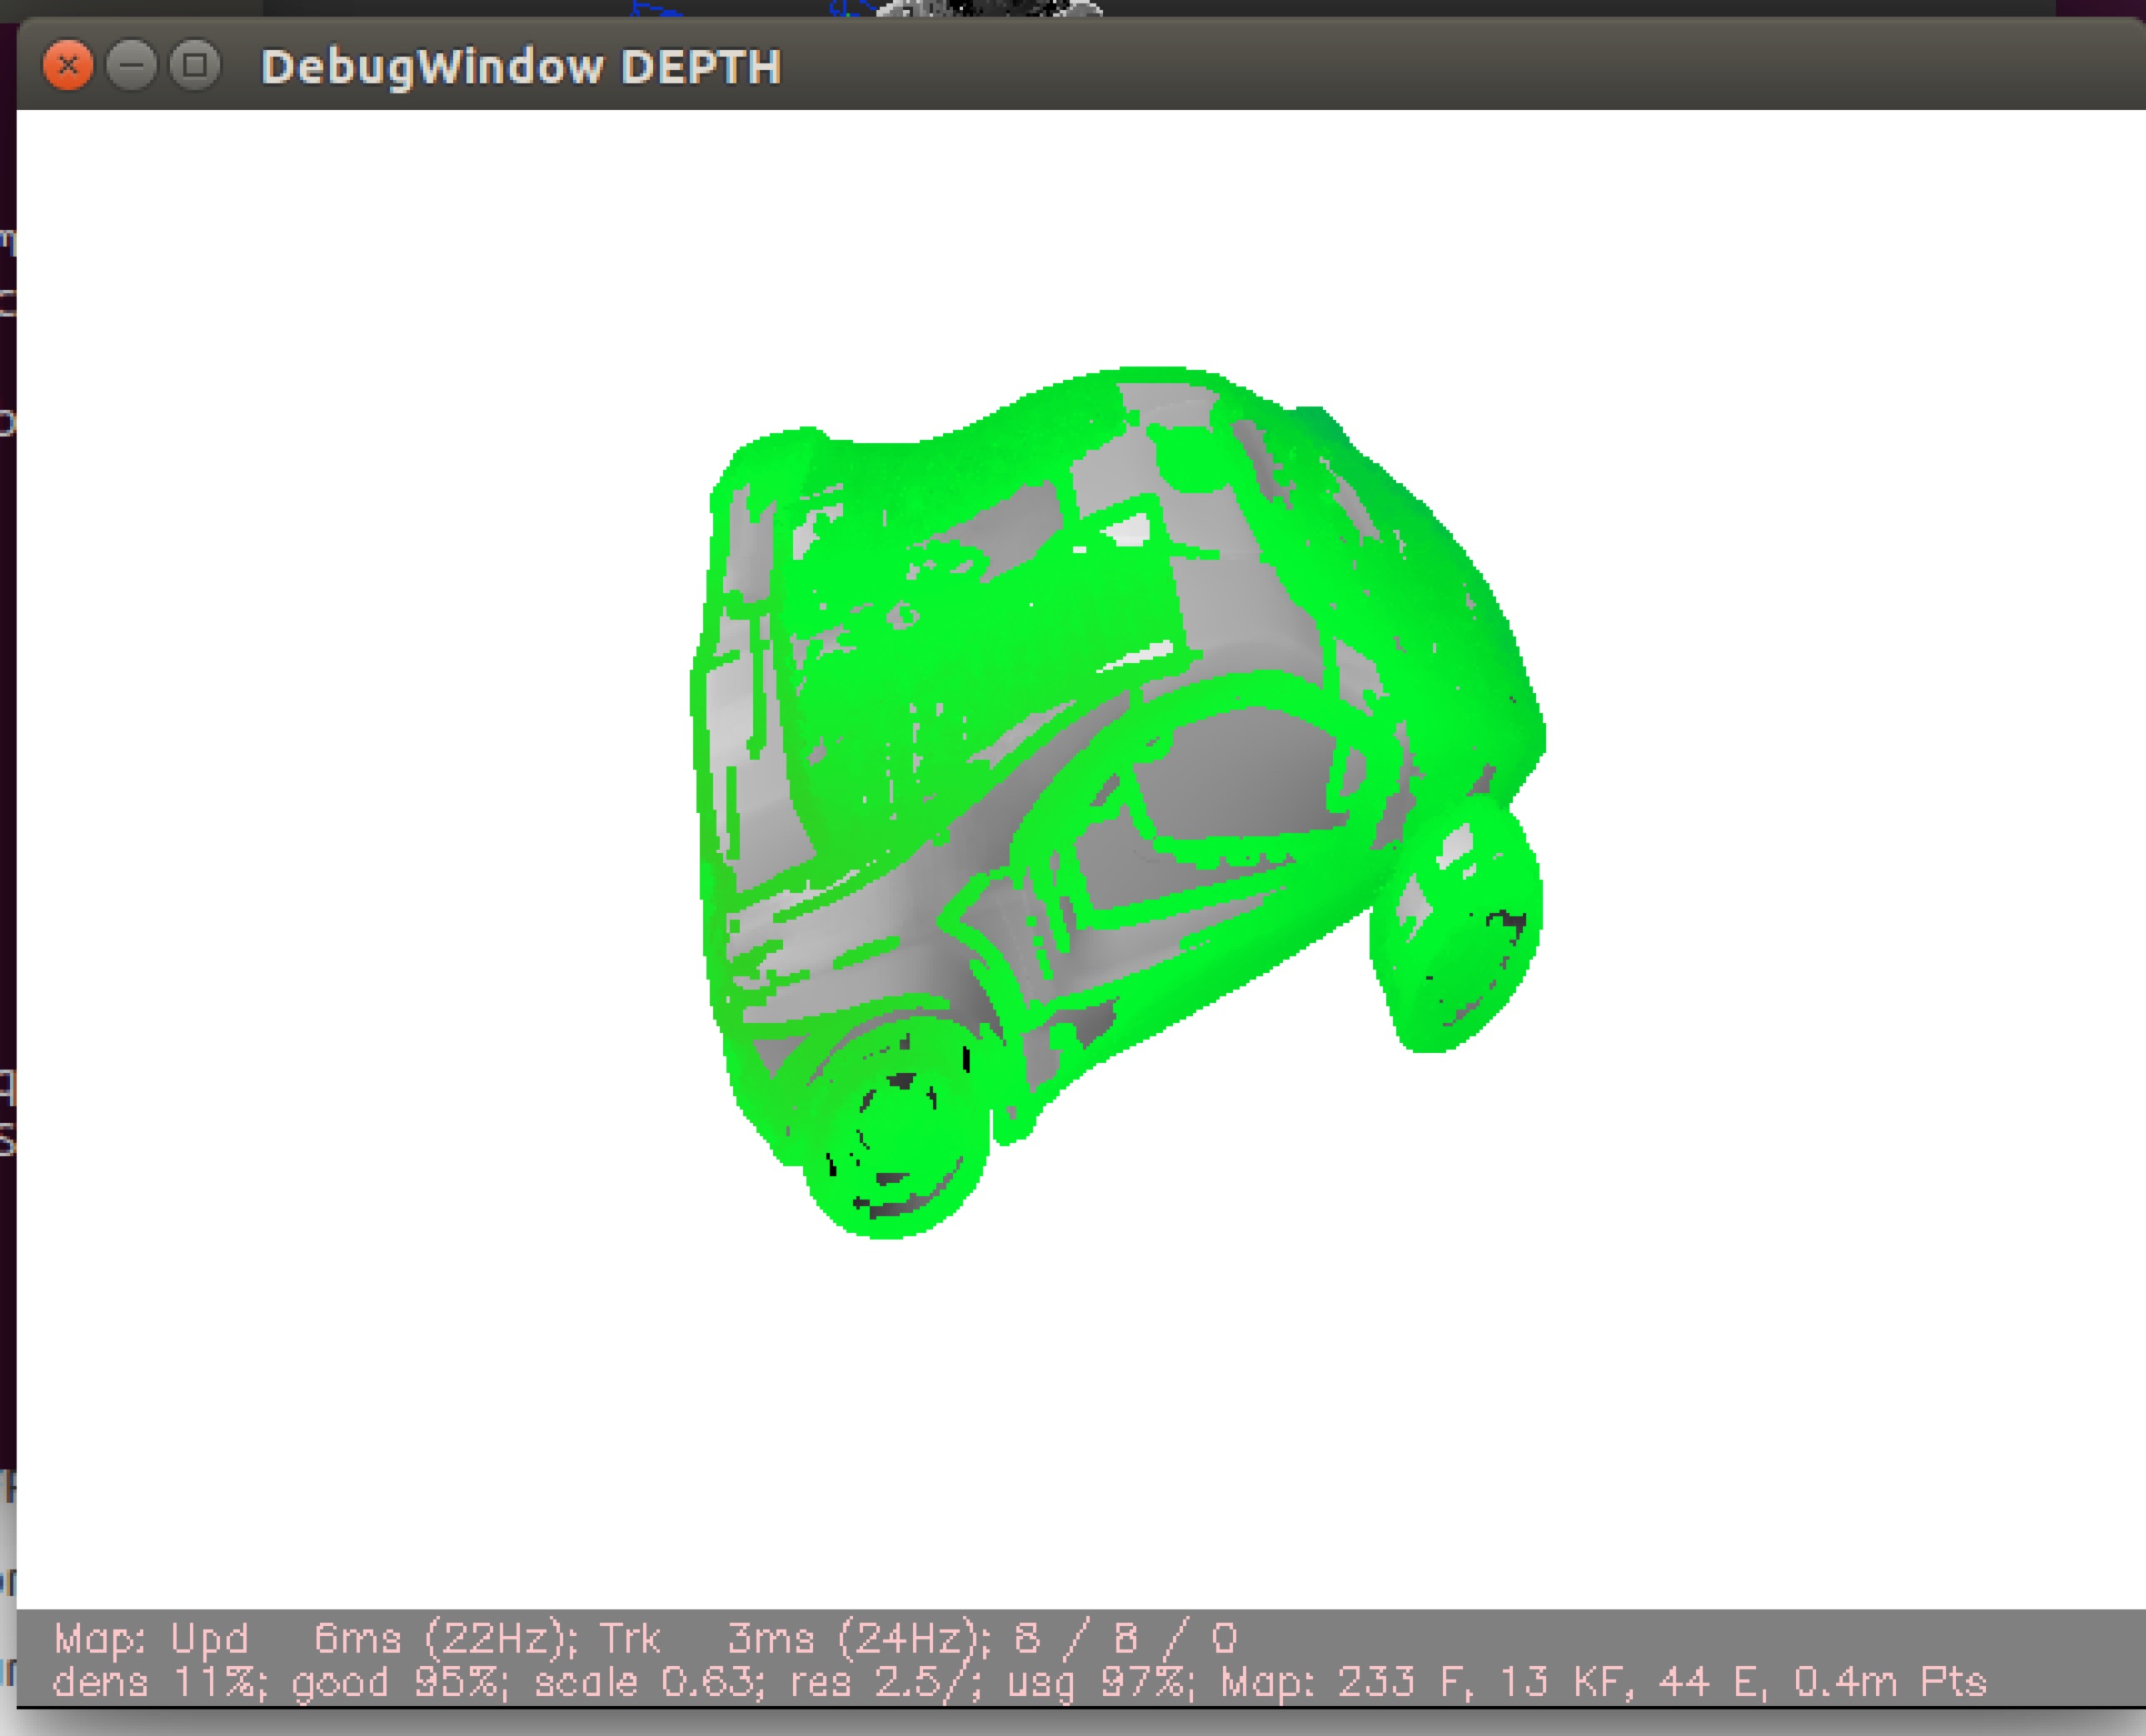 DebugWindow DEPTH
Map: Upd 6ms (22Hz); Trk 3ms (24Hz); 8 / 8 / 0
dens 11%; good 95%; scale 0.63; res 2.5/; usg 97%; Map: 233 F, 13 KF, 44 E, 0.4m Pts